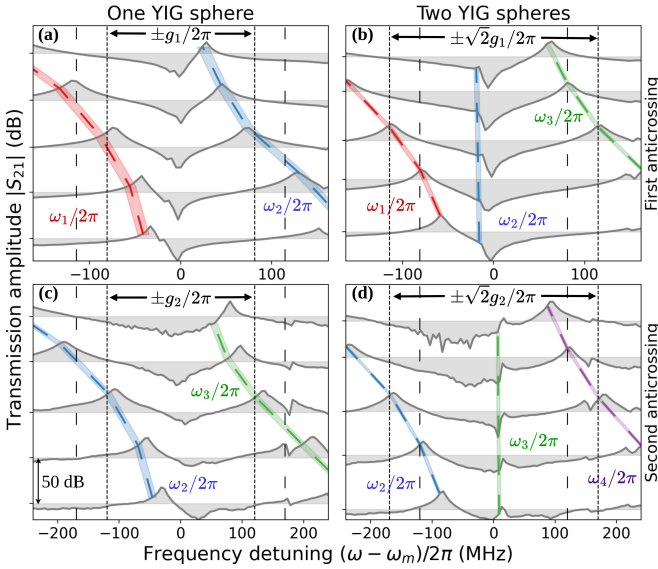 One YIG sphere
Two YIG spheres
(a)
±g₁/2π
ω₁/2π
ω₂/2π
−100
0
100
(b)
±√2g₁/2π
ω₃/2π
ω₁/2π
ω₂/2π
−100
0
100
First anticrossing
Transmission amplitude |S₂₁| (dB)
(c)
±g₂/2π
ω₃/2π
50 dB
ω₂/2π
−200
−100
0
100
200
(d)
±√2g₂/2π
ω₃/2π
ω₂/2π
ω₄/2π
−200
−100
0
100
200
Second anticrossing
Frequency detuning (ω − ωₘ)/2π (MHz)